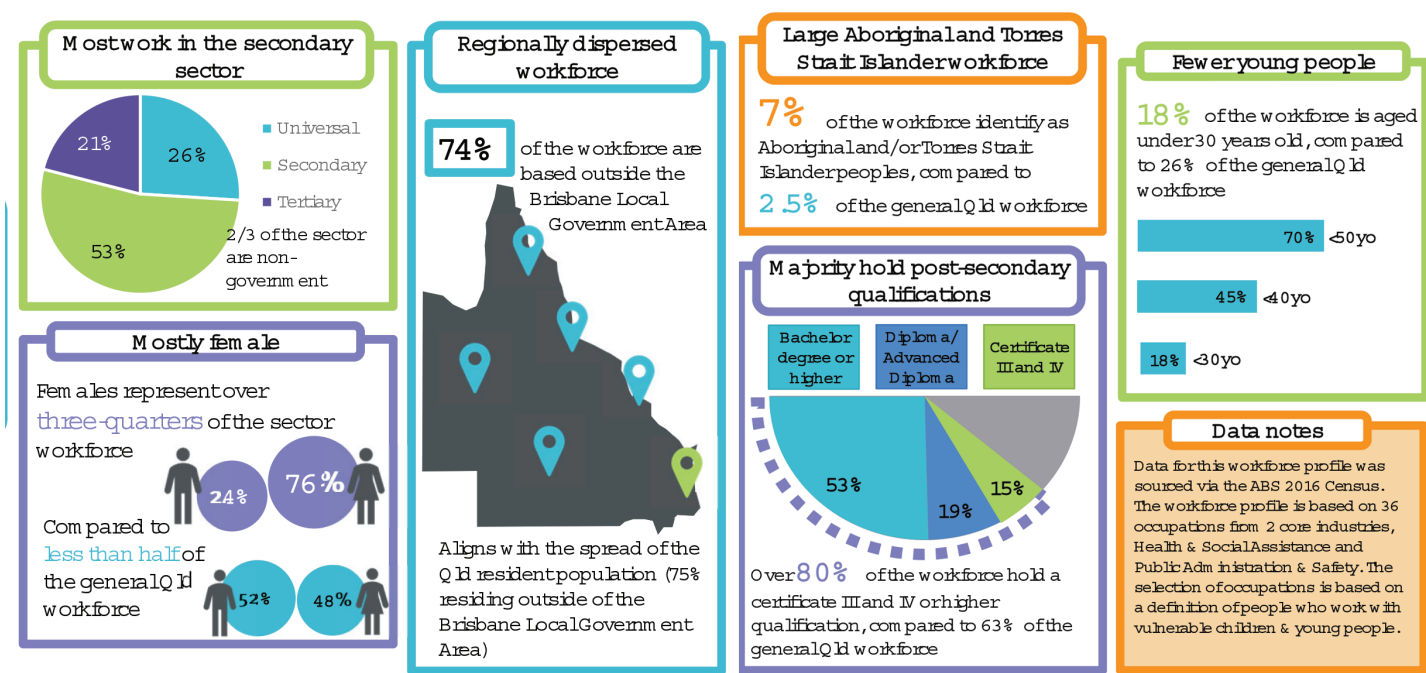 Most work in the secondary
sector
21%
26%
53%
Universal
Secondary
Tertiary
2/3 of the sector
are non-
government
Mostly female
Females represent over
three-quarters of the sector
workforce
24%
76%
Compared to
less than half of
the general Qld
workforce
52%
48%
Regionally dispersed
workforce
74%
of the workforce are
based outside the
Brisbane Local
Government Area
Aligns with the spread of the
Qld resident population (75%
residing outside of the
Brisbane Local Government
Area)
Large Aboriginal and Torres
Strait Islander workforce
7% of the workforce identify as
Aboriginal and/or Torres Strait
Islander peoples, compared to
2.5% of the general Qld workforce
Majority hold post-secondary
qualifications
Bachelor
degree or
higher
Diploma/
Advanced
Diploma
Certificate
III and IV
53%
19%
15%
Over 80% of the workforce hold a
certificate III and IV or higher
qualification, compared to 63% of the
general Qld workforce
Fewer young people
18% of the workforce is aged
under 30 years old, compared
to 26% of the general Qld
workforce
70% <50yo
45% <40yo
18% <30yo
Data notes
Data for this workforce profile was
sourced via the ABS 2016 Census.
The workforce profile is based on 36
occupations from 2 core industries,
Health & Social Assistance and
Public Administration & Safety. The
selection of occupations is based on
a definition of people who work with
vulnerable children & young people.